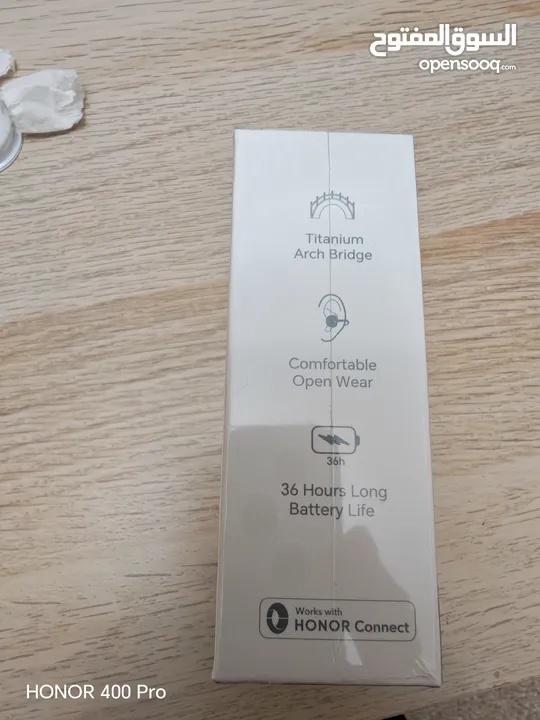 السوق المفتوح
opensooq.com
Titanium
Arch Bridge
Comfortable
Open Wear
36h
36 Hours Long
Battery Life
Works with
HONOR Connect
HONOR 400 Pro